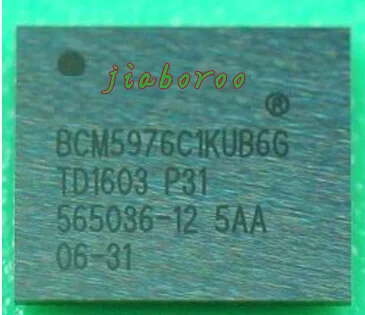 jiaboroo
®
BCM5976C1KUB6G
TD1603 P31
565036-12 5AA
06-31